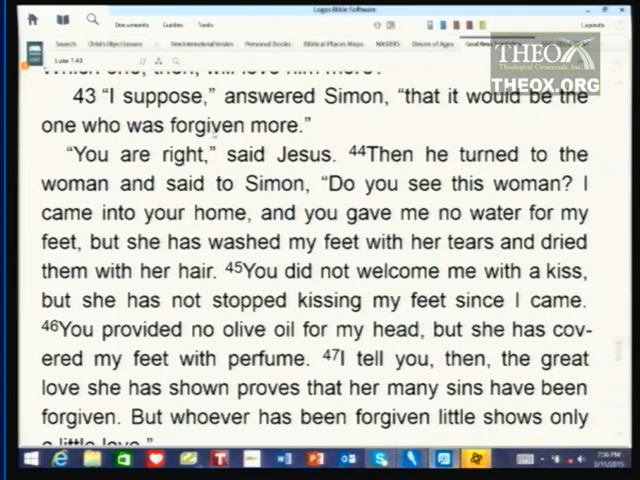 Logos Bible Software
Documents Guides Tools
Layouts
Search Child's Object Lessons New International Version Personal Books Biblical Places Maps NASB95 Desire of Ages Good News Translation
Luke 7:43
THEOX
Theological Crossroads, Inc.
THEOX.ORG
Which one, then, will love him more?
43 “I suppose,” answered Simon, “that it would be the
one who was forgiven more.”
“You are right,” said Jesus. 44Then he turned to the
woman and said to Simon, “Do you see this woman? I
came into your home, and you gave me no water for my
feet, but she has washed my feet with her tears and dried
them with her hair. 45You did not welcome me with a kiss,
but she has not stopped kissing my feet since I came.
46You provided no olive oil for my head, but she has cov-
ered my feet with perfume. 47I tell you, then, the great
love she has shown proves that her many sins have been
forgiven. But whoever has been forgiven little shows only
a little love.”
7:36 PM